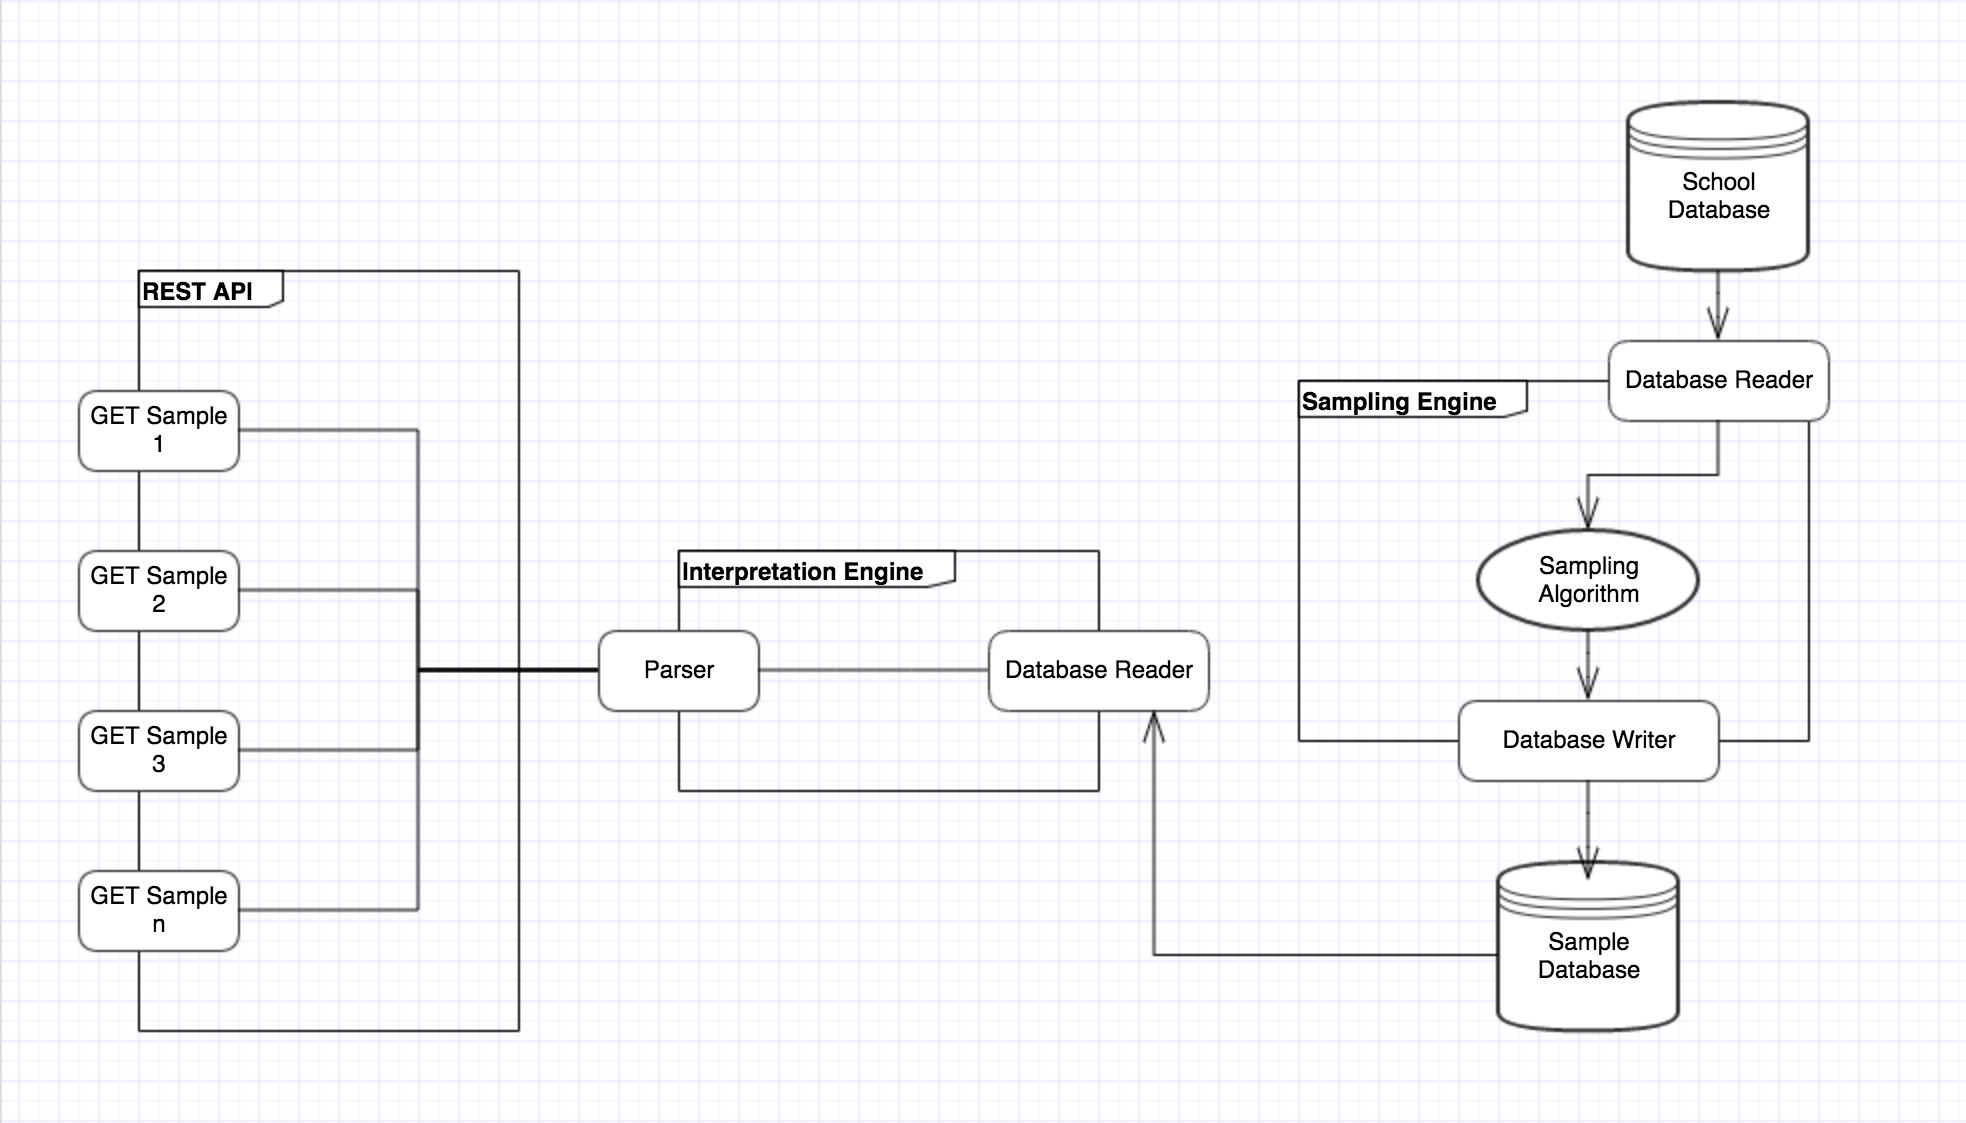 REST API
GET Sample
1
GET Sample
2
GET Sample
3
GET Sample
n
Interpretation Engine
Parser
Database Reader
School
Database
Database Reader
Sampling Engine
Sampling
Algorithm
Database Writer
Sample
Database